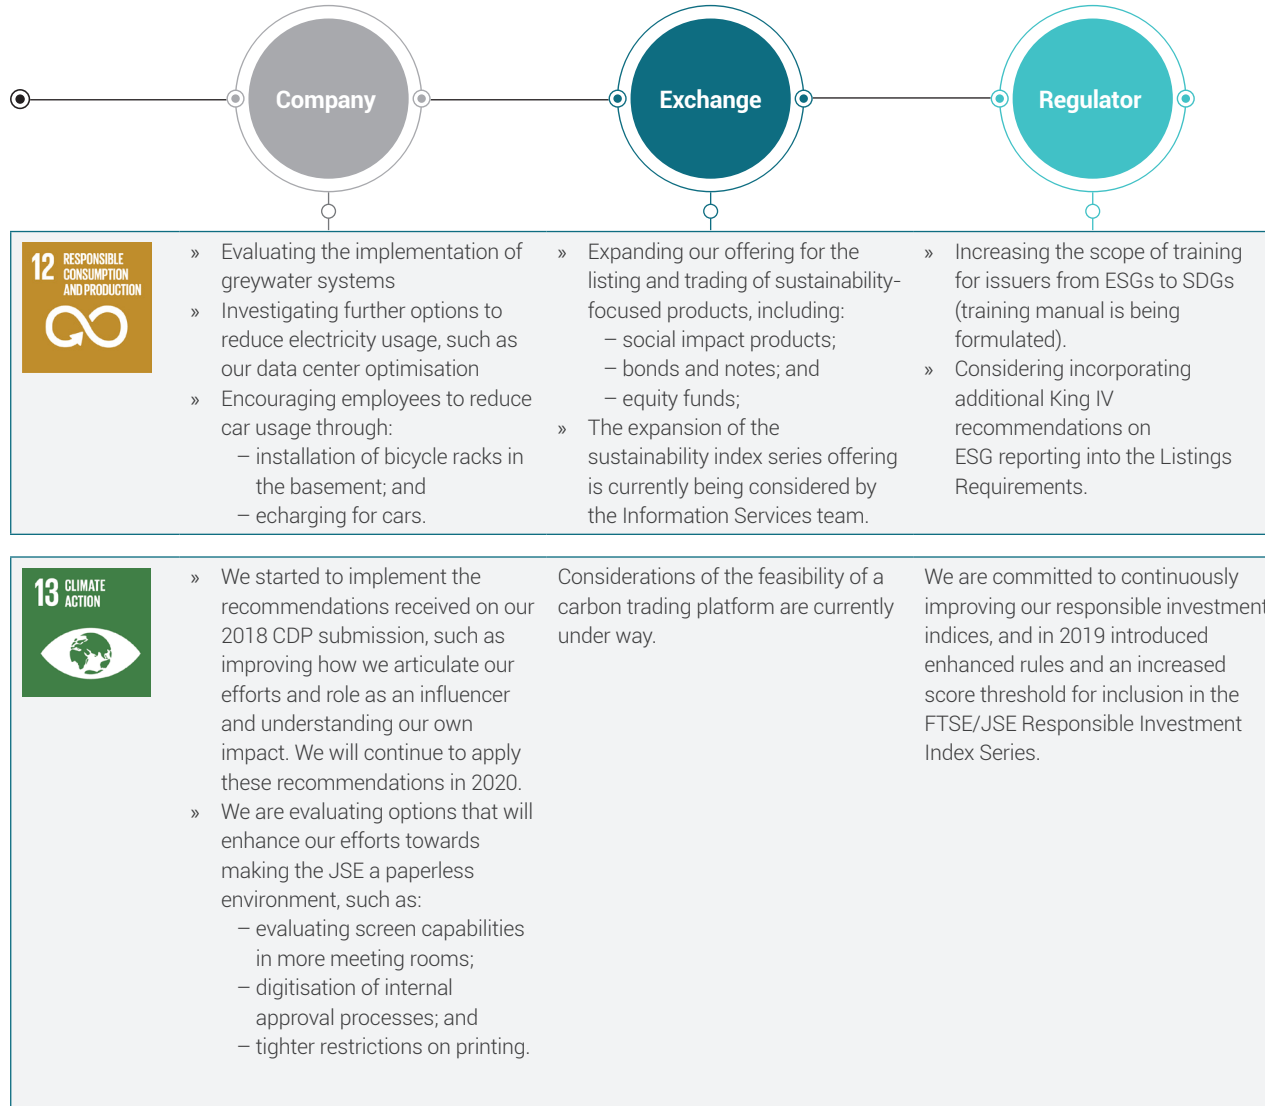 Company
Exchange
Regulator
12 RESPONSIBLE
CONSUMPTION
AND PRODUCTION
» Evaluating the implementation of
greywater systems
» Investigating further options to
reduce electricity usage, such as
our data center optimisation
» Encouraging employees to reduce
car usage through:
– installation of bicycle racks in
the basement; and
– echarging for cars.
» Expanding our offering for the
listing and trading of sustainability-
focused products, including:
– social impact products;
– bonds and notes; and
– equity funds;
» The expansion of the
sustainability index series offering
is currently being considered by
the Information Services team.
» Increasing the scope of training
for issuers from ESGs to SDGs
(training manual is being
formulated).
» Considering incorporating
additional King IV
recommendations on
ESG reporting into the Listings
Requirements.
13 CLIMATE
ACTION
» We started to implement the
recommendations received on our
2018 CDP submission, such as
improving how we articulate our
efforts and role as an influencer
and understanding our own
impact. We will continue to apply
these recommendations in 2020.
» We are evaluating options that will
enhance our efforts towards
making the JSE a paperless
environment, such as:
– evaluating screen capabilities
in more meeting rooms;
– digitisation of internal
approval processes; and
– tighter restrictions on printing.
Considerations of the feasibility of a
carbon trading platform are currently
under way.
We are committed to continuously
improving our responsible investment
indices, and in 2019 introduced
enhanced rules and an increased
score threshold for inclusion in the
FTSE/JSE Responsible Investment
Index Series.